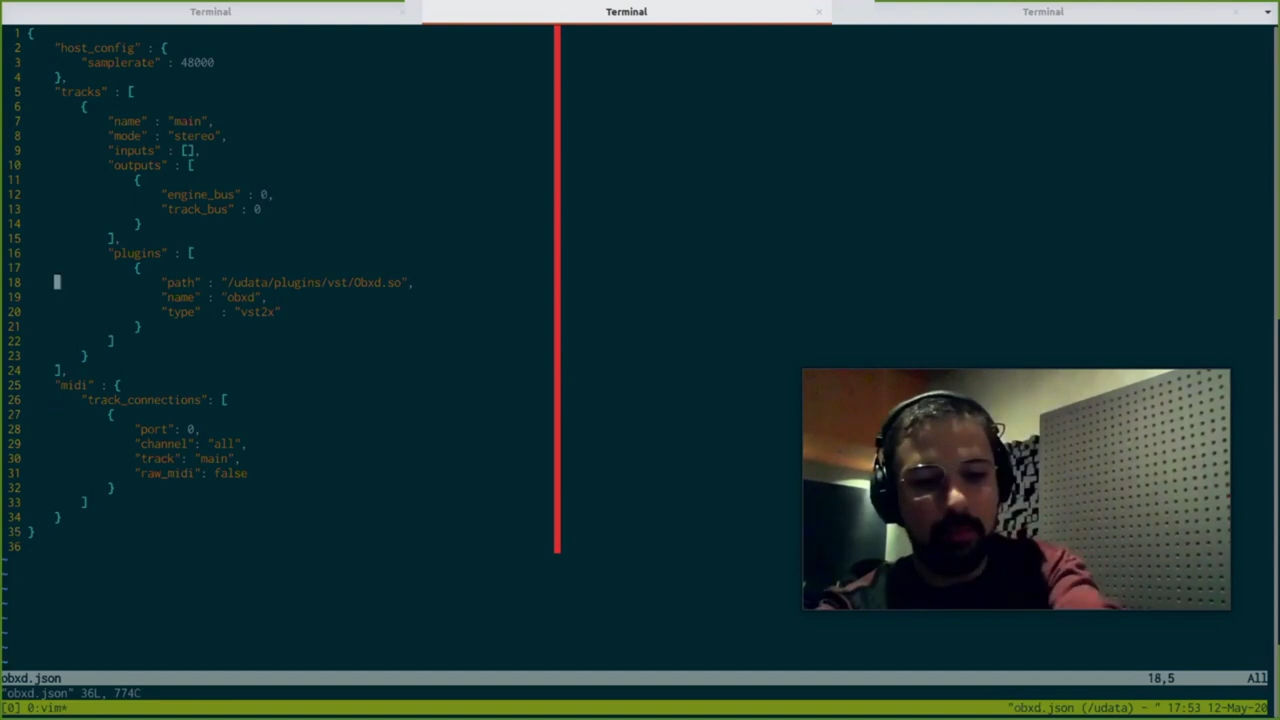 Terminal × Terminal × Terminal ×
1 {
2 "host_config" : {
3 "samplerate" : 48000
4 },
5 "tracks" : [
6 {
7 "name" : "main",
8 "mode" : "stereo",
9 "inputs" : [],
10 "outputs" : [
11 {
12 "engine_bus" : 0,
13 "track_bus" : 0
14 }
15 ],
16 "plugins" : [
17 {
18 "path" : "/udata/plugins/vst/Obxd.so",
19 "name" : "obxd",
20 "type" : "vst2x"
21 }
22 ]
23 }
24 ],
25 "midi" : {
26 "track_connections": [
27 {
28 "port": 0,
29 "channel": "all",
30 "track": "main",
31 "raw_midi": false
32 }
33 ]
34 }
35 }
36
~
~
~
~
~
~
~
~
obxd.json 18,5 All
"obxd.json" 36L, 774C
[0] 0:vim* "obxd.json (/udata) - " 17:53 12-May-20